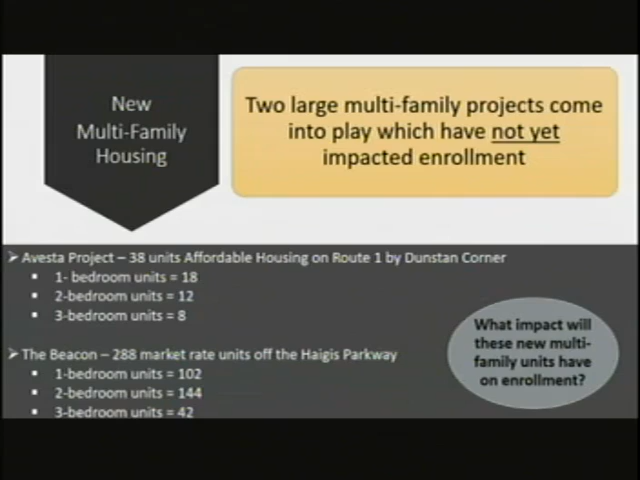 New
Multi-Family
Housing
Two large multi-family projects come
into play which have not yet
impacted enrollment
➢ Avesta Project – 38 units Affordable Housing on Route 1 by Dunstan Corner
▪ 1- bedroom units = 18
▪ 2-bedroom units = 12
▪ 3-bedroom units = 8
➢ The Beacon – 288 market rate units off the Haigis Parkway
▪ 1-bedroom units = 102
▪ 2-bedroom units = 144
▪ 3-bedroom units = 42
What impact will
these new multi-
family units have
on enrollment?